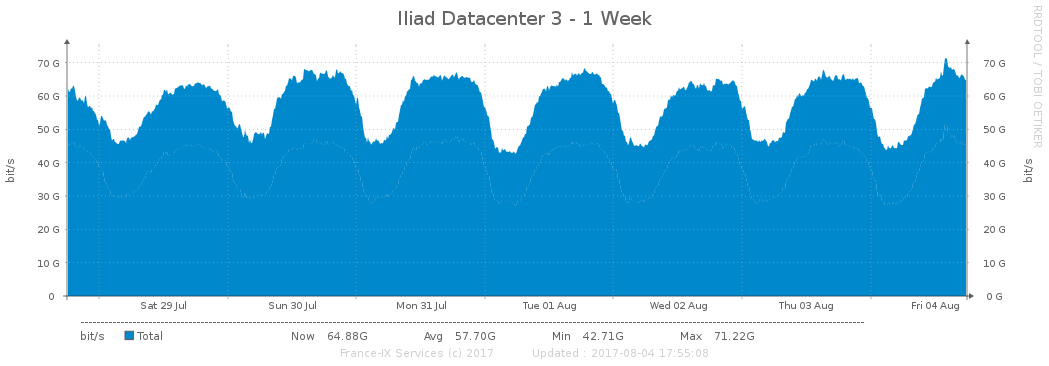 Iliad Datacenter 3 - 1 Week
RRDTOOL / TOBI OETIKER
70 G 70 G
60 G 60 G
50 G 50 G
40 G 40 G
30 G 30 G
20 G 20 G
10 G 10 G
0 0 G
bit/s bit/s
Sat 29 Jul Sun 30 Jul Mon 31 Jul Tue 01 Aug Wed 02 Aug Thu 03 Aug Fri 04 Aug
bit/s Total Now 64.88G Avg 57.70G Min 42.71G Max 71.22G
France-IX Services (c) 2017 Updated : 2017-08-04 17:55:08